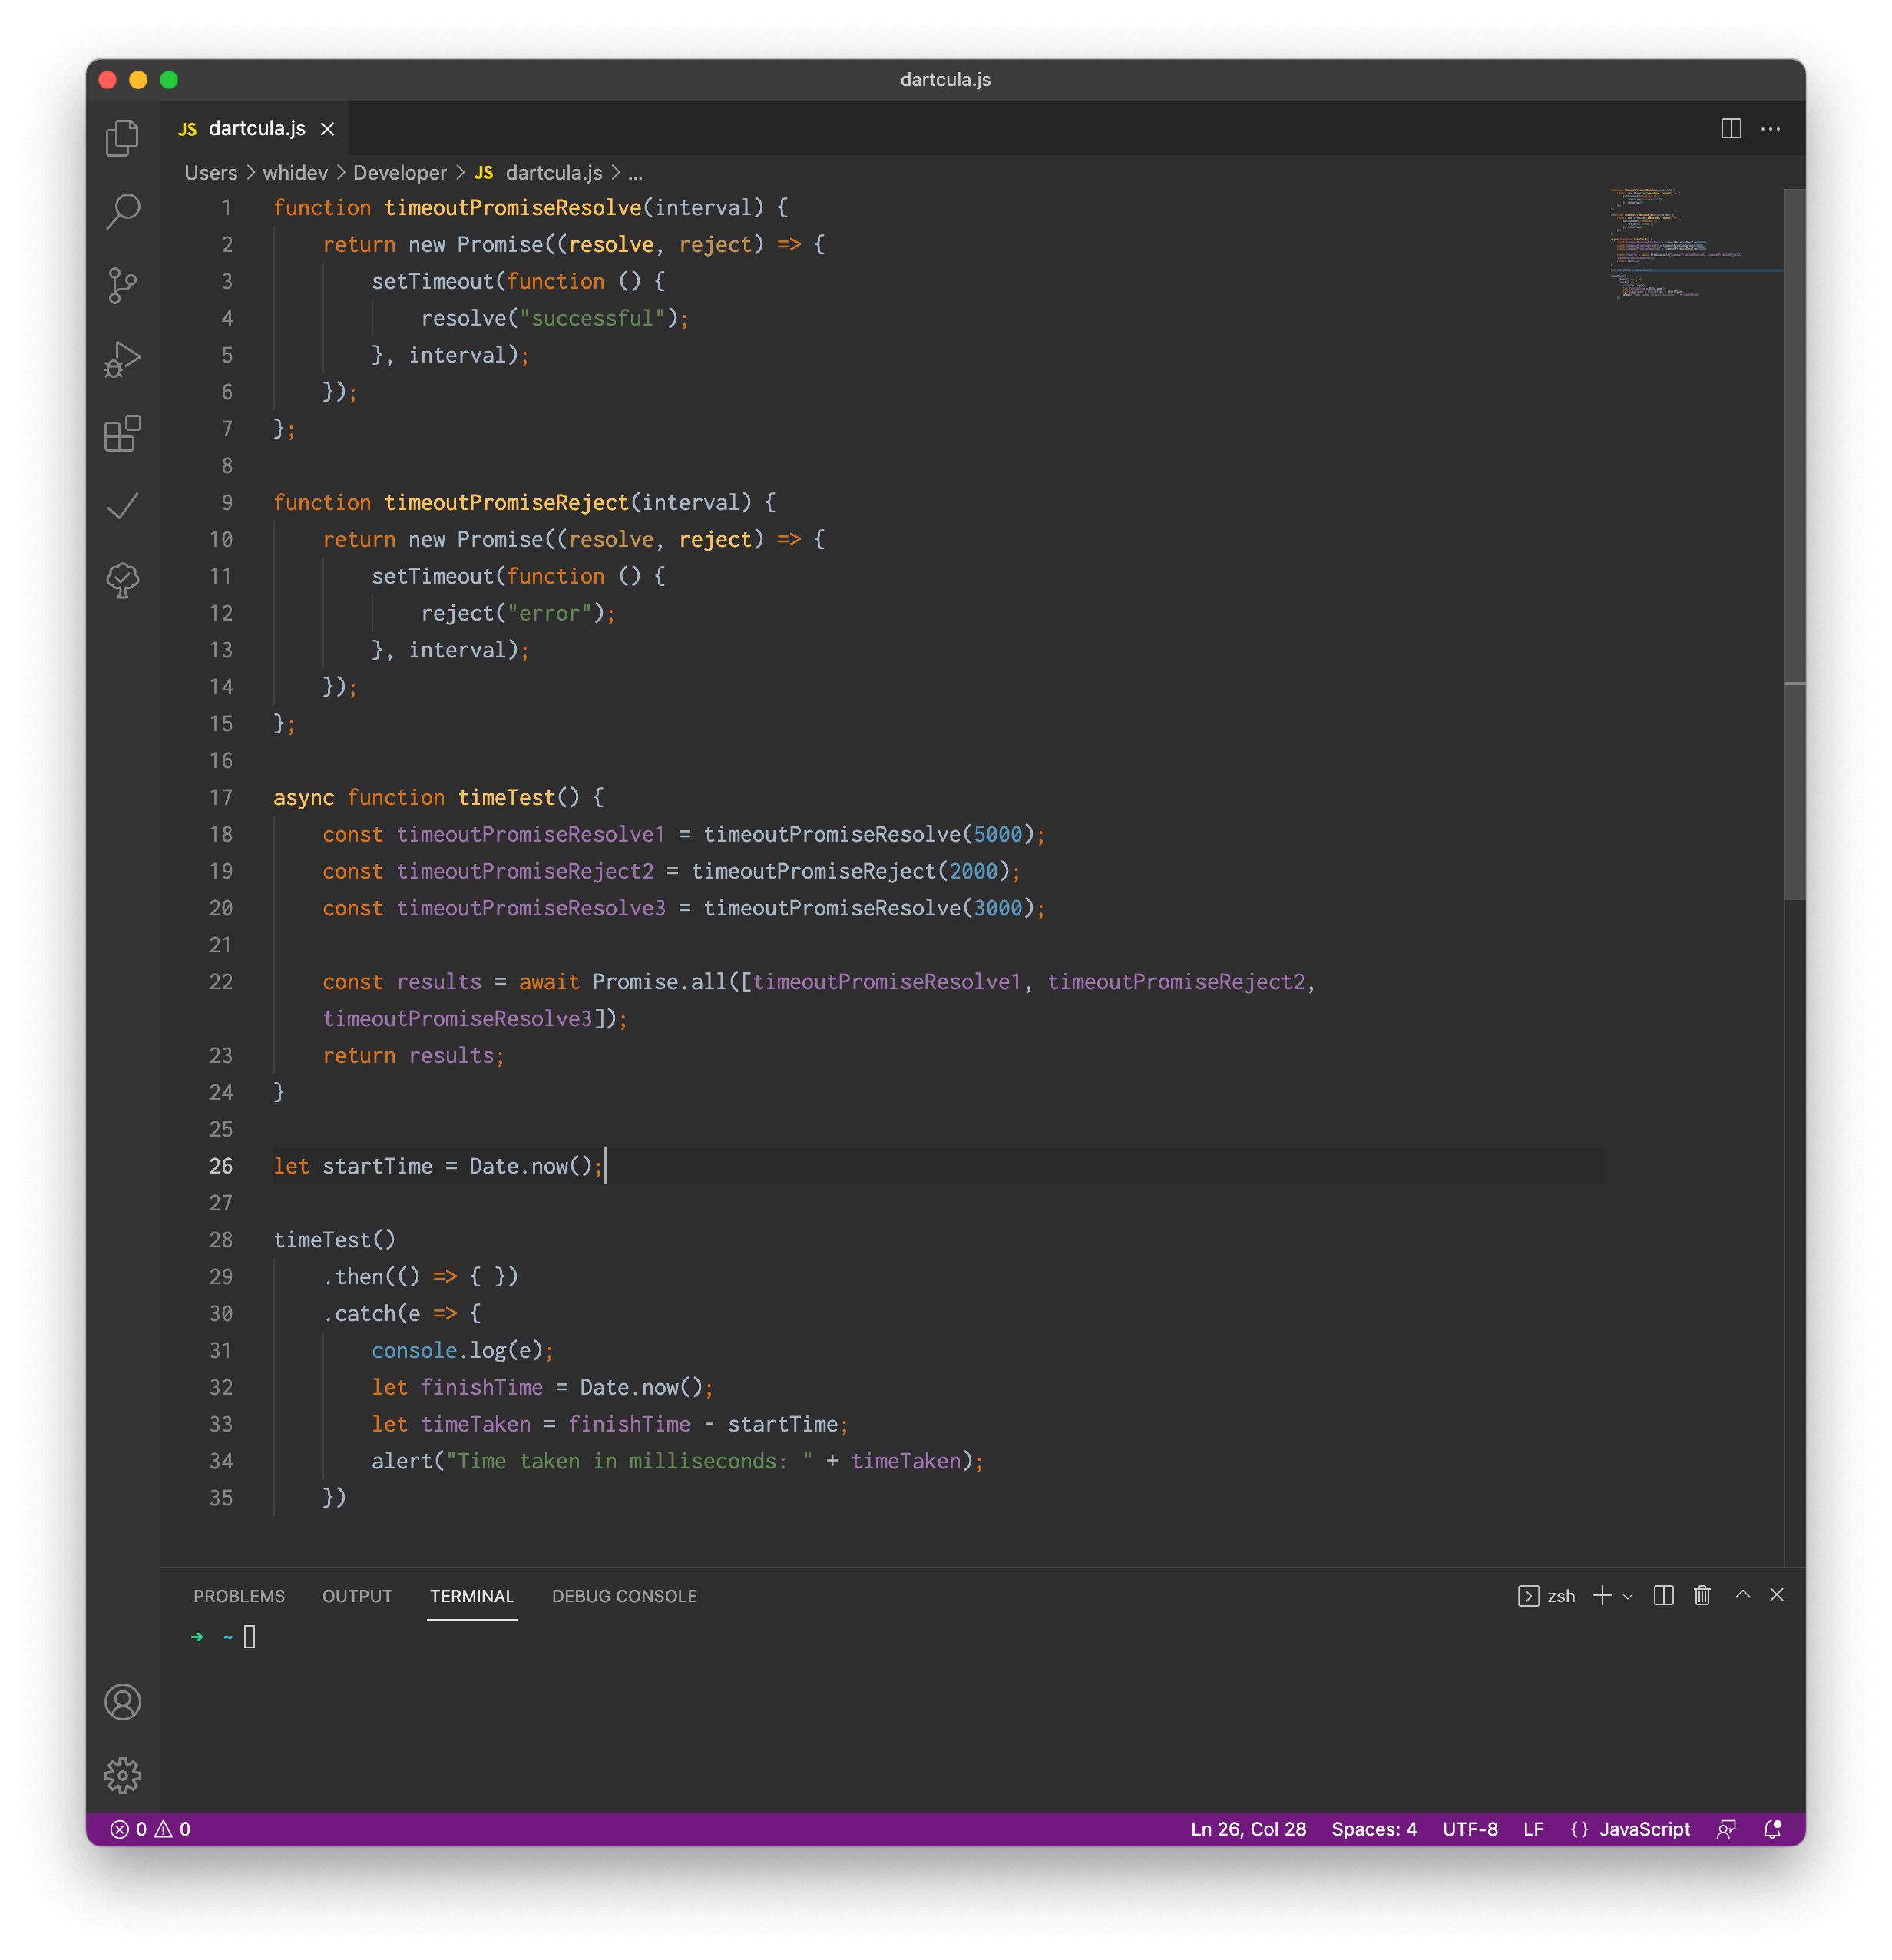 dartcula.js
JS dartcula.js
Users > whidev > Developer > JS dartcula.js > ...
1 function timeoutPromiseResolve(interval) {
2     return new Promise((resolve, reject) => {
3         setTimeout(function () {
4             resolve("successful");
5         }, interval);
6     });
7 };
8
9 function timeoutPromiseReject(interval) {
10     return new Promise((resolve, reject) => {
11         setTimeout(function () {
12             reject("error");
13         }, interval);
14     });
15 };
16
17 async function timeTest() {
18     const timeoutPromiseResolve1 = timeoutPromiseResolve(5000);
19     const timeoutPromiseReject2 = timeoutPromiseReject(2000);
20     const timeoutPromiseResolve3 = timeoutPromiseResolve(3000);
21
22     const results = await Promise.all([timeoutPromiseResolve1, timeoutPromiseReject2,
    timeoutPromiseResolve3]);
23     return results;
24 }
25
26 let startTime = Date.now();
27
28 timeTest()
29     .then(() => { })
30     .catch(e => {
31         console.log(e);
32         let finishTime = Date.now();
33         let timeTaken = finishTime - startTime;
34         alert("Time taken in milliseconds: " + timeTaken);
35     })
PROBLEMS OUTPUT TERMINAL DEBUG CONSOLE zsh
➜ ~
0 0 Ln 26, Col 28 Spaces: 4 UTF-8 LF {} JavaScript